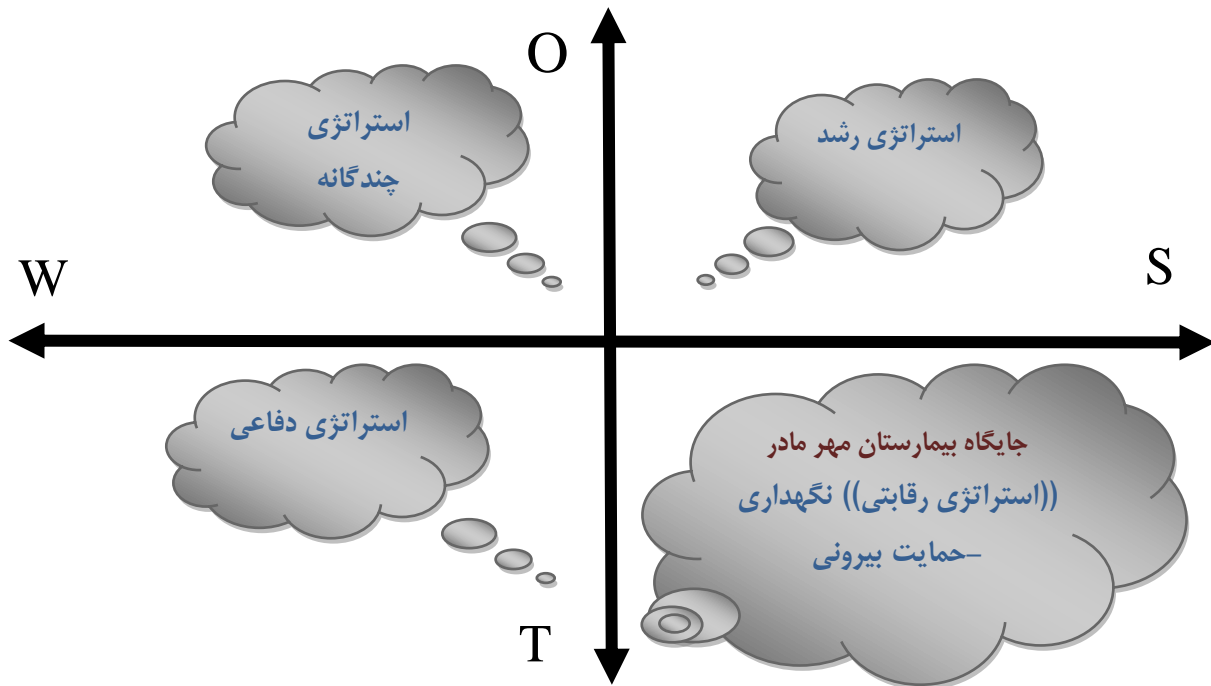 O
استراتژی
چندگانه
استراتژی رشد
W
S
استراتژی دفاعی
جایگاه بیمارستان مهر مادر
((استراتژی رقابتی)) نگهداری
-حمایت بیرونی
T